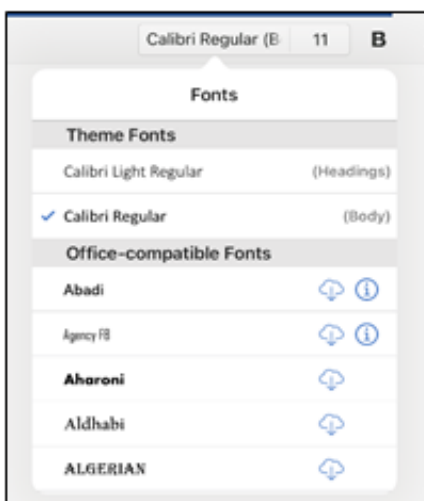 Calibri Regular (B 11 B
Fonts
Theme Fonts
Calibri Light Regular (Headings)
Calibri Regular (Body)
Office-compatible Fonts
Abadi
Agency FB
Aharoni
Aldhabi
ALGERIAN